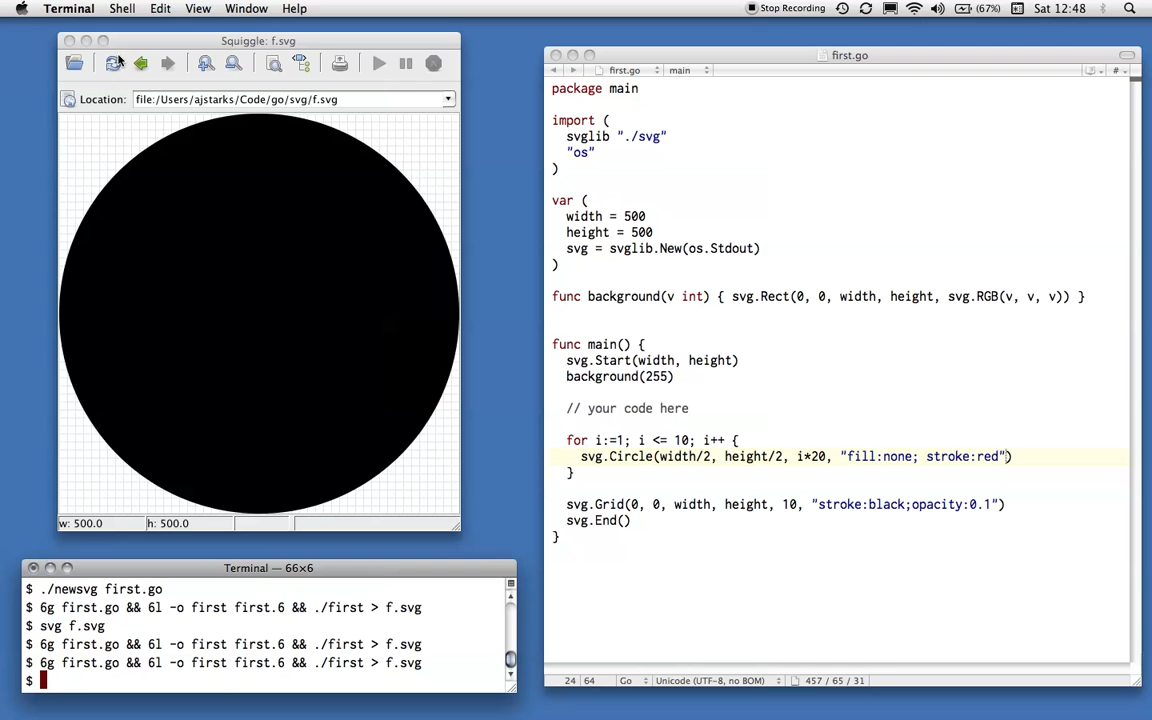 Terminal Shell Edit View Window Help Stop Recording (67%) Sat 12:48
Squiggle: f.svg
Location: file:/Users/ajstarks/Code/go/svg/f.svg
w: 500.0 h: 500.0
Terminal — 66×6
$ ./newsvg first.go
$ 6g first.go && 6l -o first first.6 && ./first > f.svg
$ svg f.svg
$ 6g first.go && 6l -o first first.6 && ./first > f.svg
$ 6g first.go && 6l -o first first.6 && ./first > f.svg
$
first.go
first.go main #
package main
import (
svglib "./svg"
"os"
)
var (
width = 500
height = 500
svg = svglib.New(os.Stdout)
)
func background(v int) { svg.Rect(0, 0, width, height, svg.RGB(v, v, v)) }
func main() {
svg.Start(width, height)
background(255)
// your code here
for i:=1; i <= 10; i++ {
svg.Circle(width/2, height/2, i*20, "fill:none; stroke:red")
}
svg.Grid(0, 0, width, height, 10, "stroke:black;opacity:0.1")
svg.End()
}
24 64 Go Unicode (UTF-8, no BOM) 457 / 65 / 31